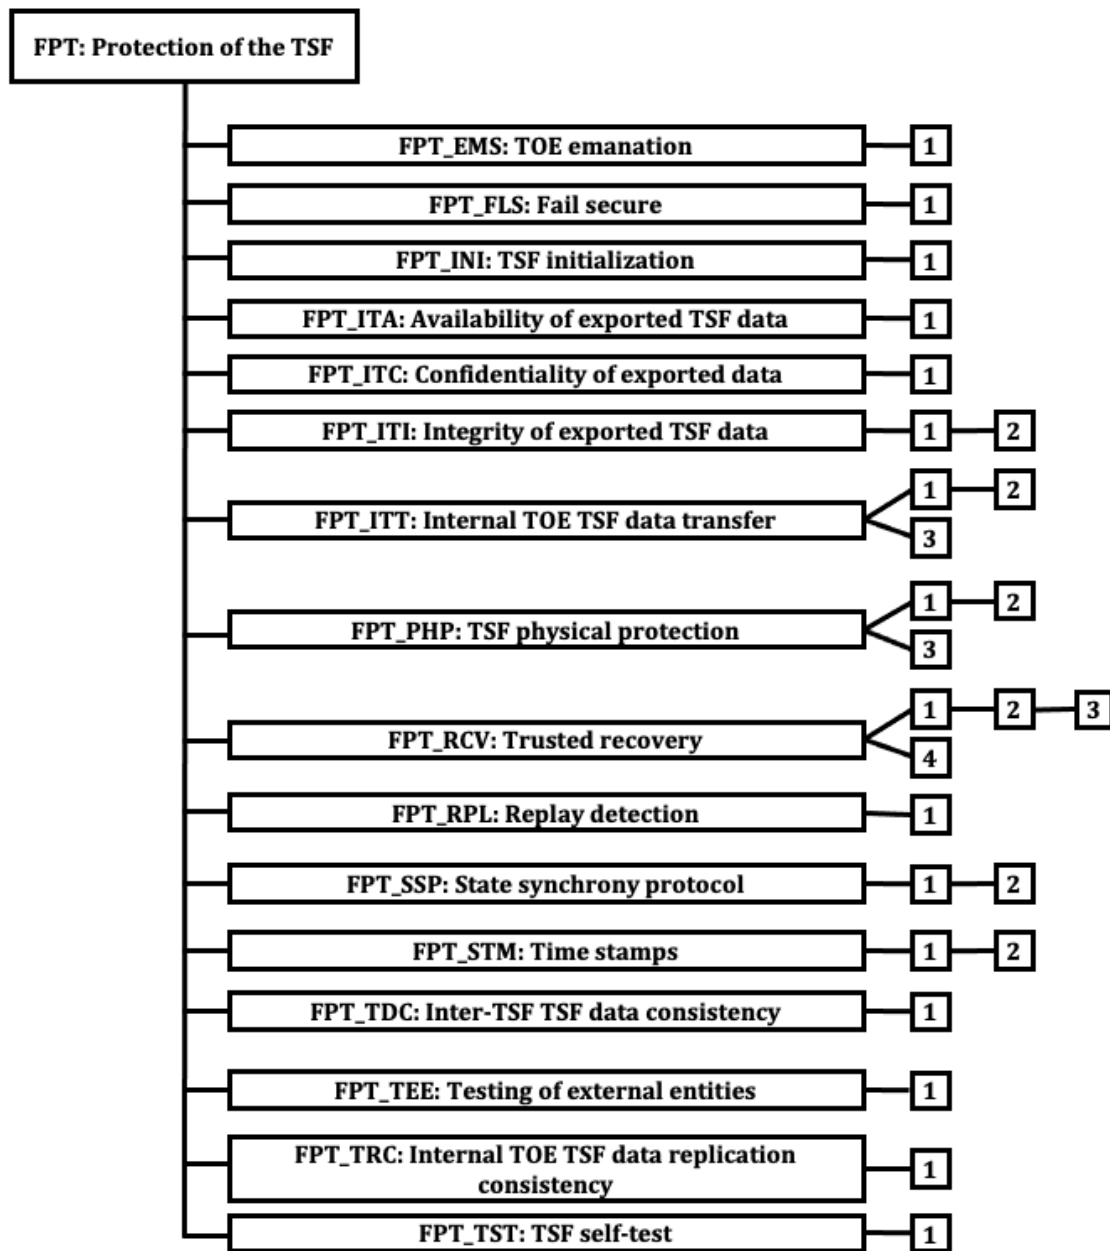 FPT: Protection of the TSF
FPT_EMS: TOE emanation 1
FPT_FLS: Fail secure 1
FPT_INI: TSF initialization 1
FPT_ITA: Availability of exported TSF data 1
FPT_ITC: Confidentiality of exported data 1
FPT_ITI: Integrity of exported TSF data 1 2
1 2
FPT_ITT: Internal TOE TSF data transfer
3
1 2
FPT_PHP: TSF physical protection
3
1 2 3
FPT_RCV: Trusted recovery
4
FPT_RPL: Replay detection 1
FPT_SSP: State synchrony protocol 1 2
FPT_STM: Time stamps 1 2
FPT_TDC: Inter-TSF TSF data consistency 1
FPT_TEE: Testing of external entities 1
FPT_TRC: Internal TOE TSF data replication
consistency 1
FPT_TST: TSF self-test 1